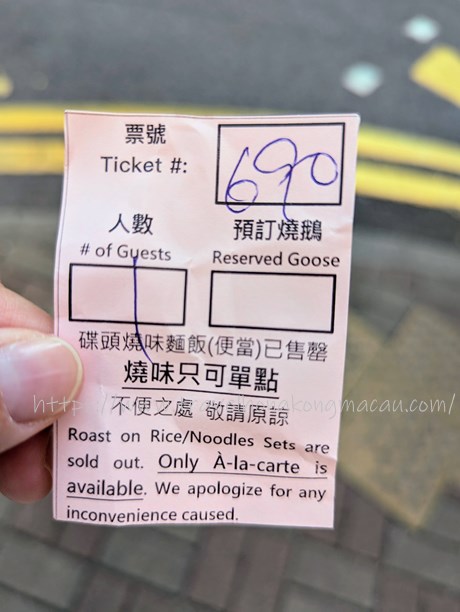 票號
Ticket #:
690
人數
# of Guests
1
預訂燒鵝
Reserved Goose
碟頭燒味麵飯(便當)已售罄
燒味只可單點
不便之處 敬請原諒
Roast on Rice/Noodles Sets are
sold out. Only À-la-carte is
available. We apologize for any
inconvenience caused.